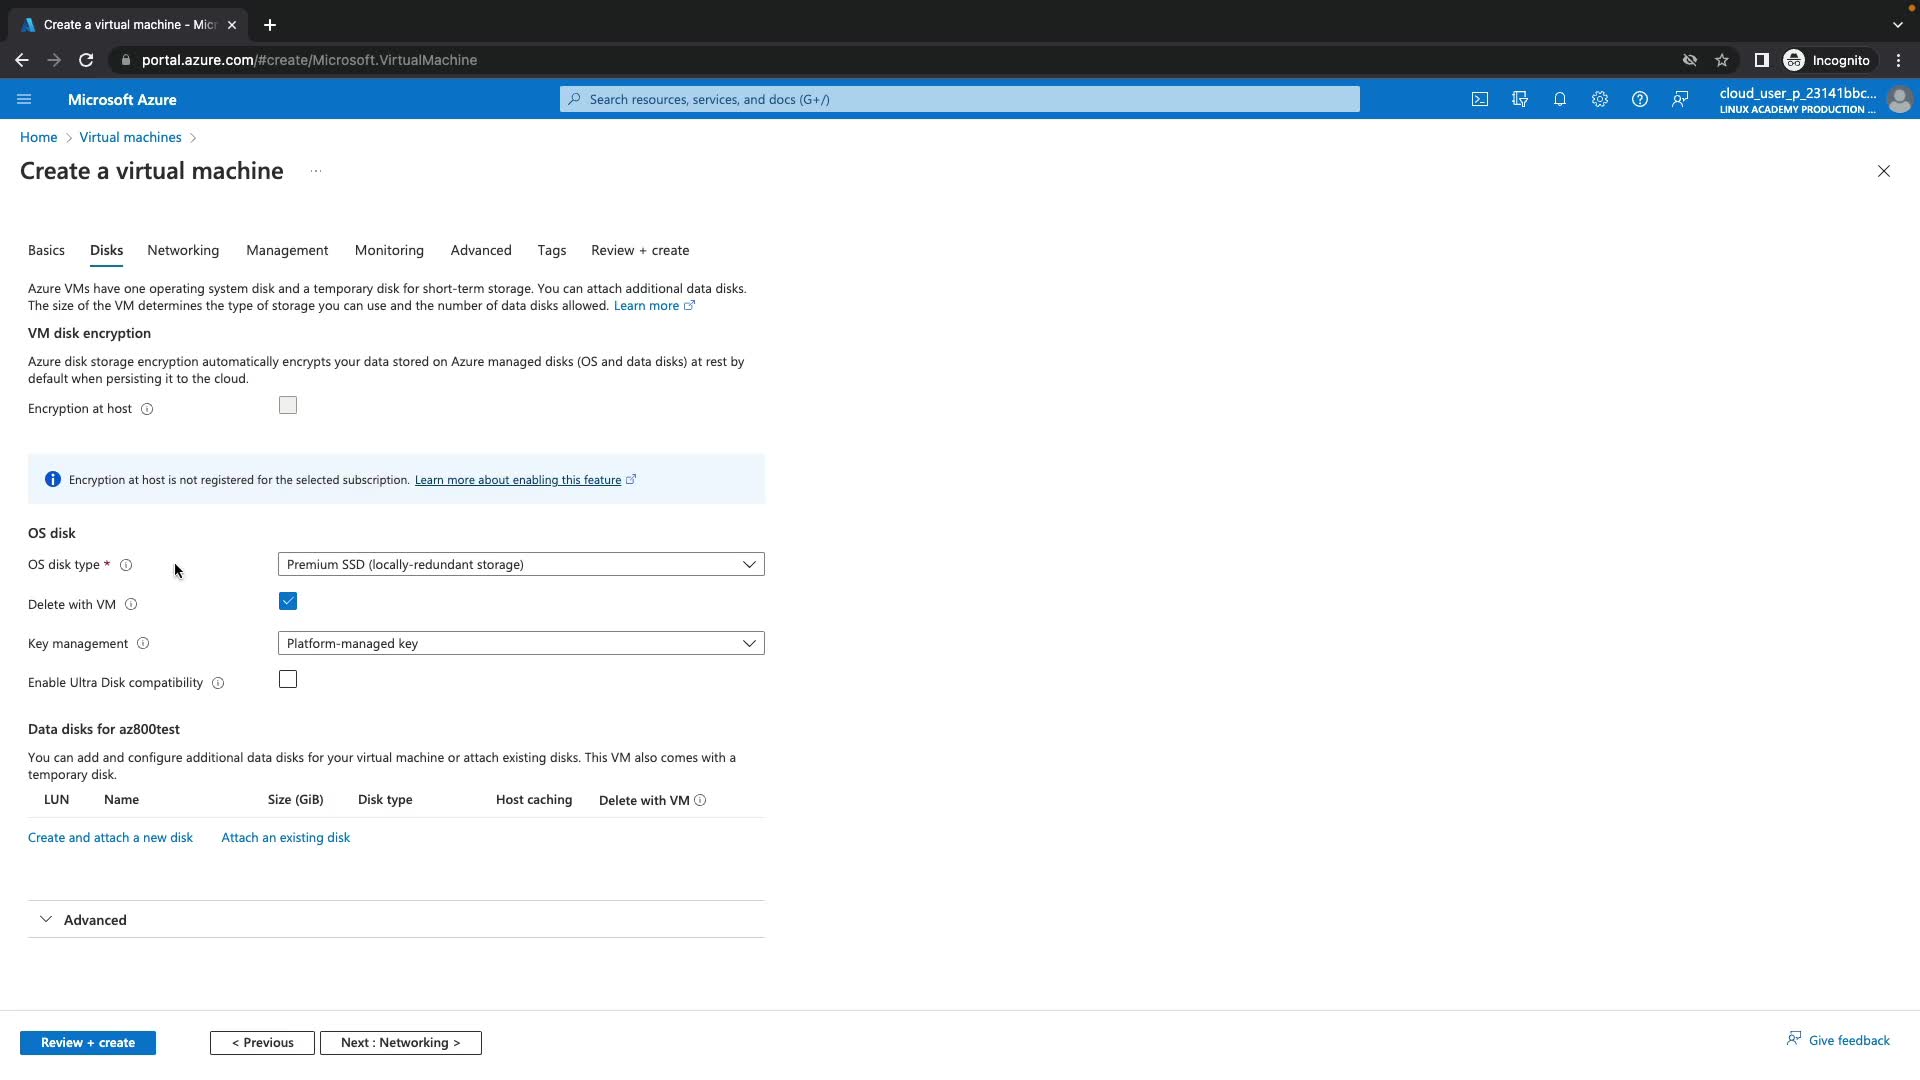 Create a virtual machine - Micr
portal.azure.com/#create/Microsoft.VirtualMachine
Incognito
Microsoft Azure
Search resources, services, and docs (G+/)
cloud_user_p_23141bbc...
LINUX ACADEMY PRODUCTION ...
Home > Virtual machines >
Create a virtual machine ...
Basics Disks Networking Management Monitoring Advanced Tags Review + create
Azure VMs have one operating system disk and a temporary disk for short-term storage. You can attach additional data disks.
The size of the VM determines the type of storage you can use and the number of data disks allowed. Learn more
VM disk encryption
Azure disk storage encryption automatically encrypts your data stored on Azure managed disks (OS and data disks) at rest by
default when persisting it to the cloud.
Encryption at host
Encryption at host is not registered for the selected subscription. Learn more about enabling this feature
OS disk
OS disk type * Premium SSD (locally-redundant storage)
Delete with VM
Key management Platform-managed key
Enable Ultra Disk compatibility
Data disks for az800test
You can add and configure additional data disks for your virtual machine or attach existing disks. This VM also comes with a
temporary disk.
LUN Name Size (GiB) Disk type Host caching Delete with VM
Create and attach a new disk Attach an existing disk
Advanced
Review + create < Previous Next : Networking > Give feedback